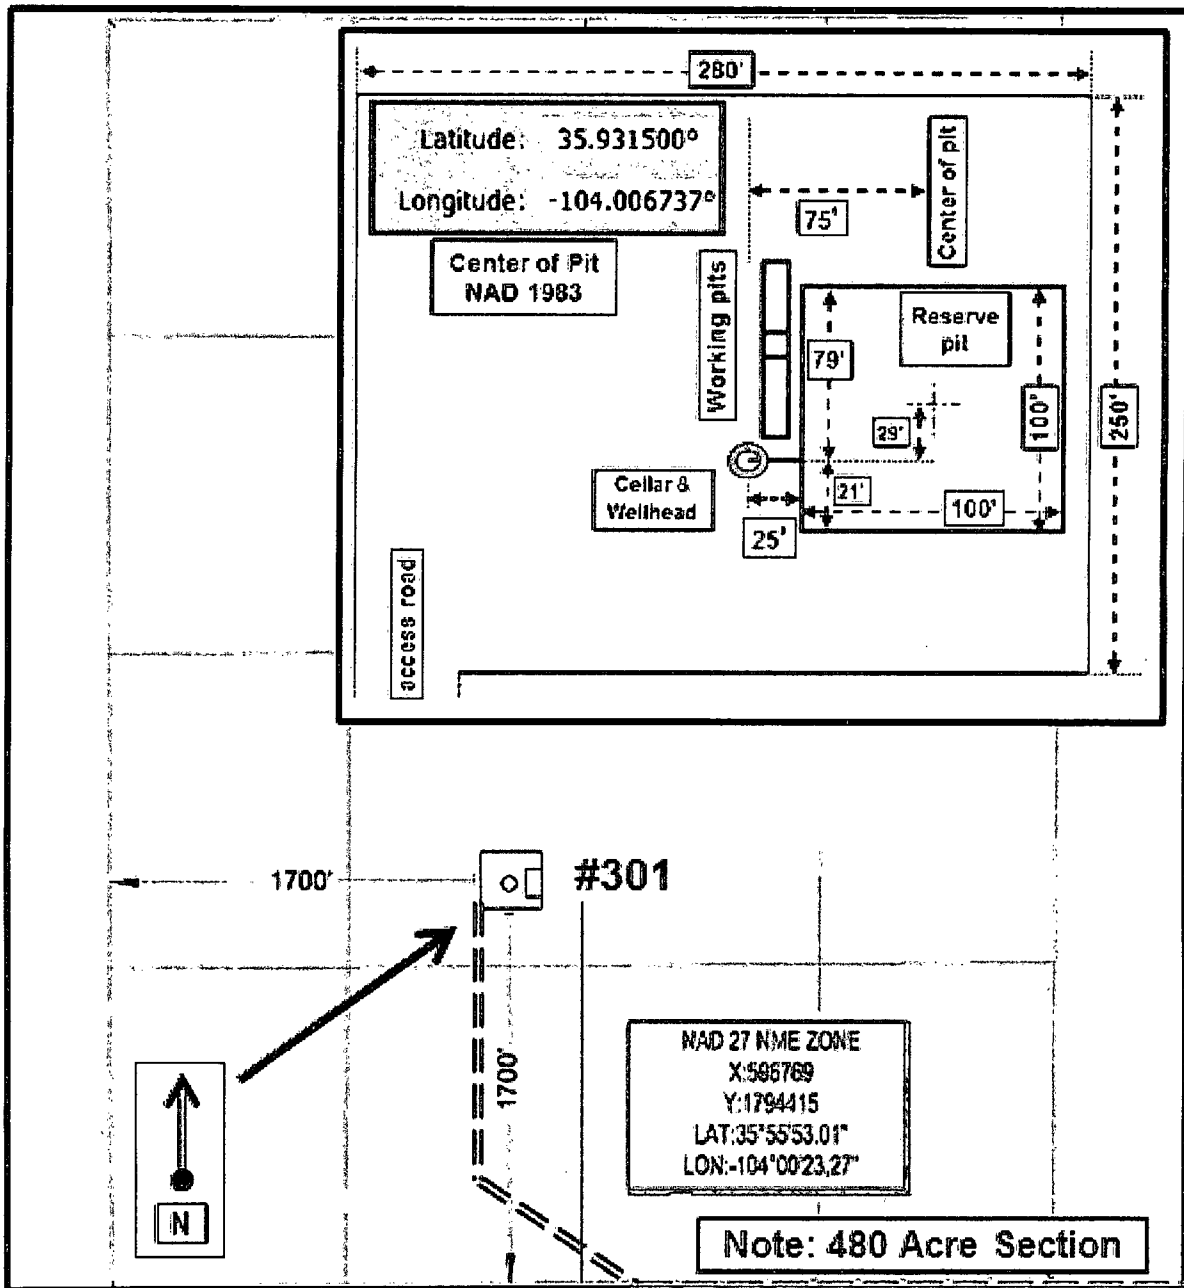 280'
Latitude: 35.931500°
Longitude: -104.006737°
Center of Pit
NAD 1983
75'
Center of pit
Working pits
Reserve
pit
79'
29'
100'
250'
Cellar &
Wellhead
21'
100'
25'
access road
1700'
#301
1700'
N
NAD 27 NME ZONE
X:586769
Y:1794415
LAT:35°55'53.01"
LON:-104°00'23.27"
Note: 480 Acre Section